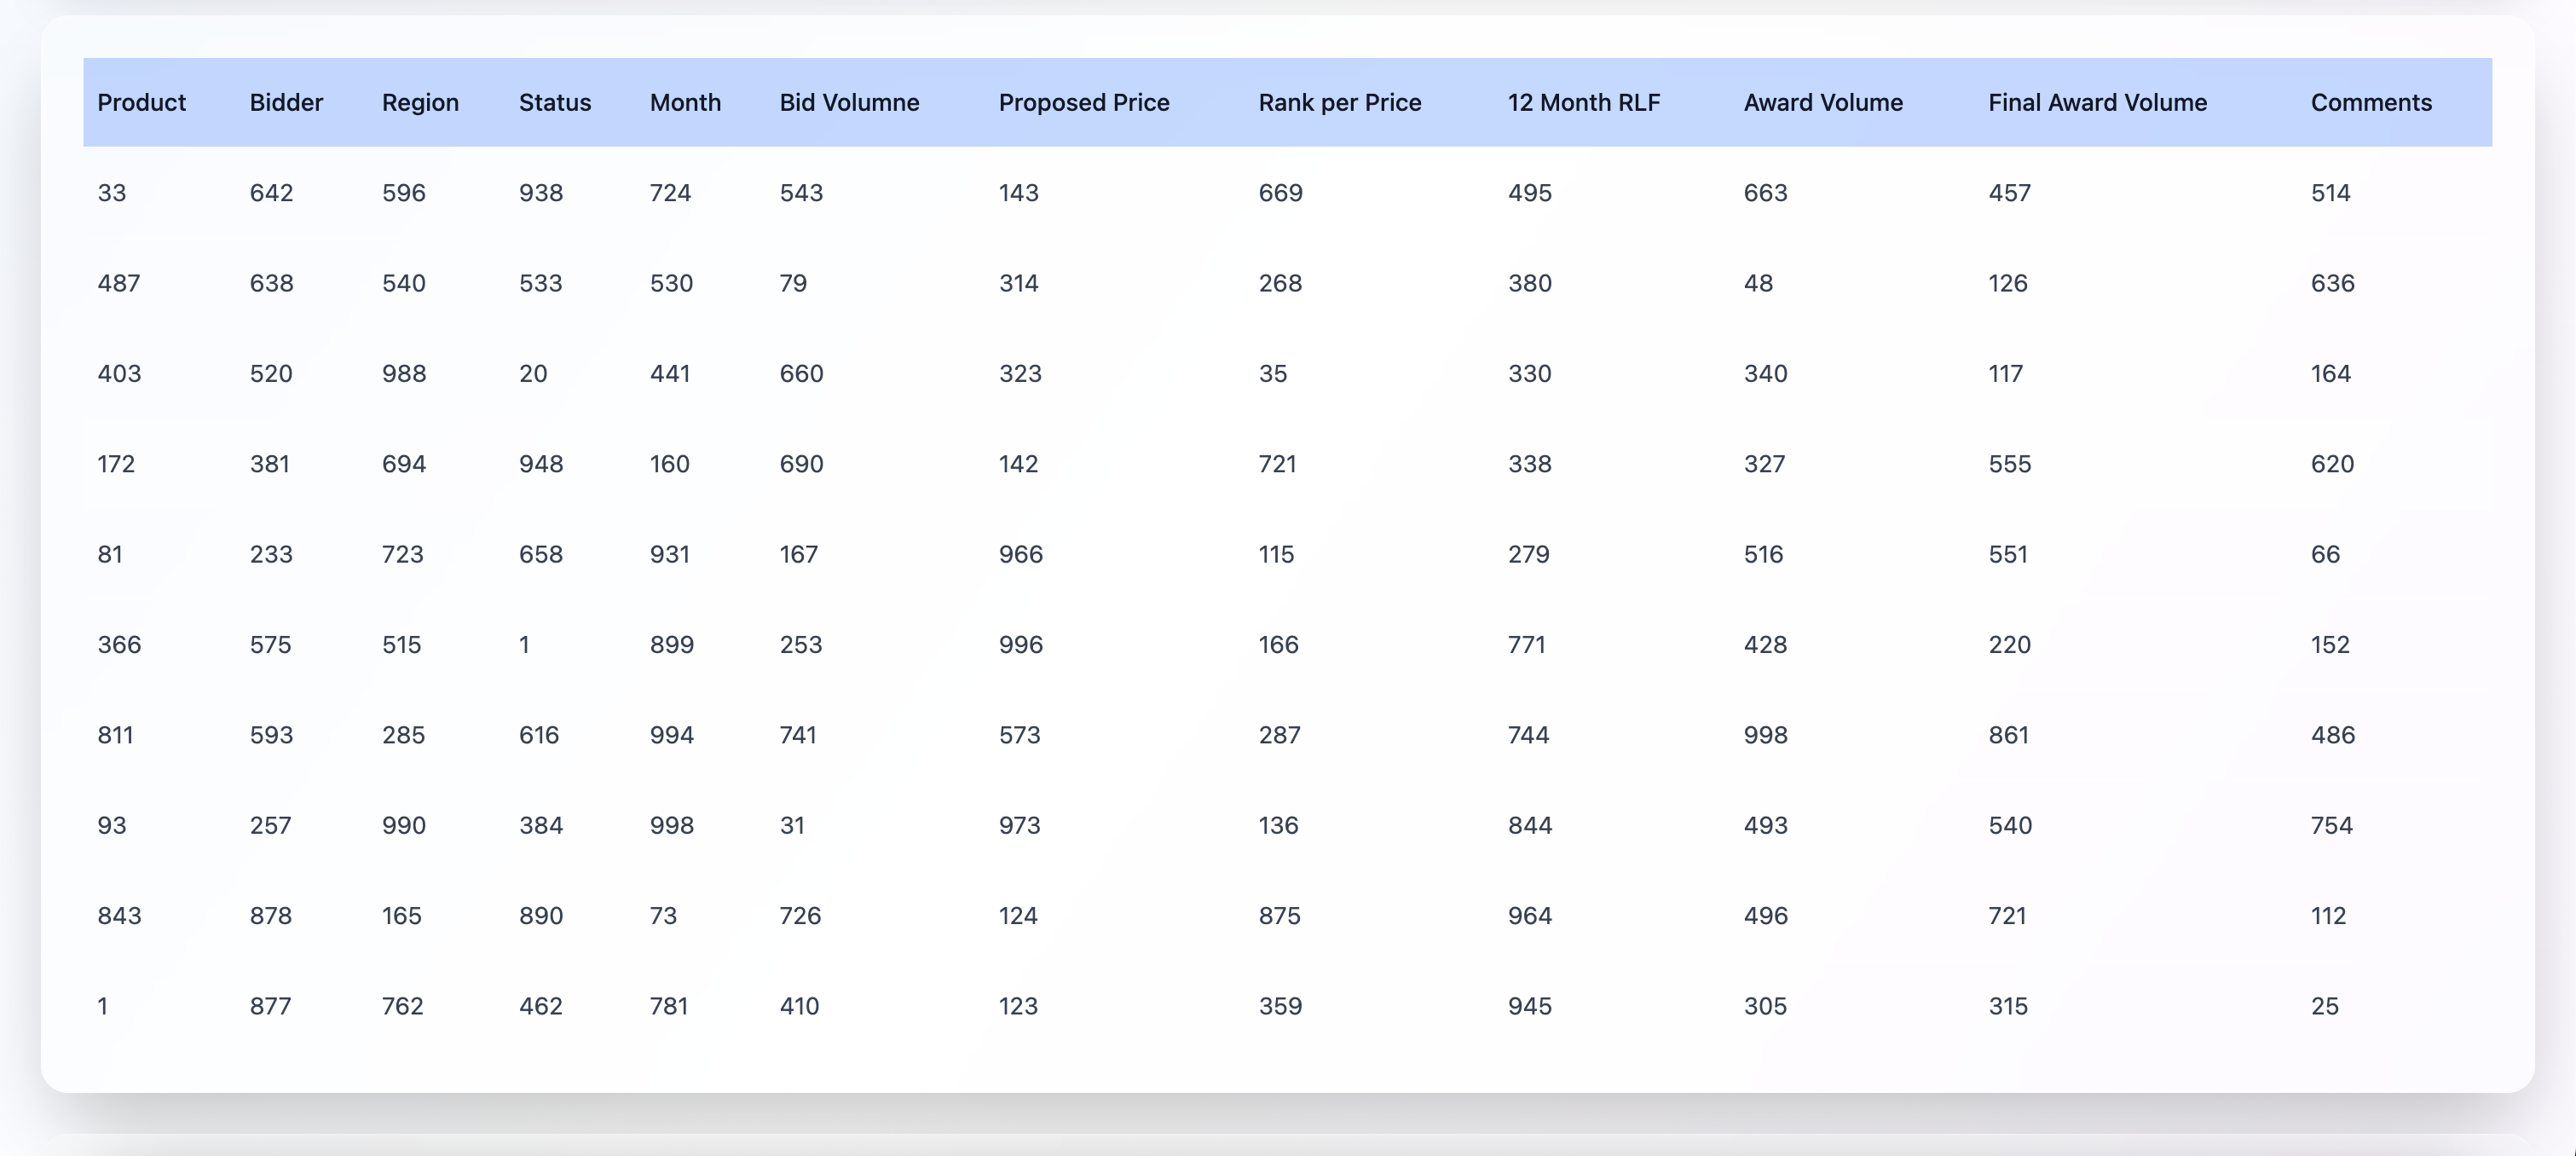 Product Bidder Region Status Month Bid Volumne Proposed Price Rank per Price 12 Month RLF Award Volume Final Award Volume Comments
33 642 596 938 724 543 143 669 495 663 457 514
487 638 540 533 530 79 314 268 380 48 126 636
403 520 988 20 441 660 323 35 330 340 117 164
172 381 694 948 160 690 142 721 338 327 555 620
81 233 723 658 931 167 966 115 279 516 551 66
366 575 515 1 899 253 996 166 771 428 220 152
811 593 285 616 994 741 573 287 744 998 861 486
93 257 990 384 998 31 973 136 844 493 540 754
843 878 165 890 73 726 124 875 964 496 721 112
1 877 762 462 781 410 123 359 945 305 315 25